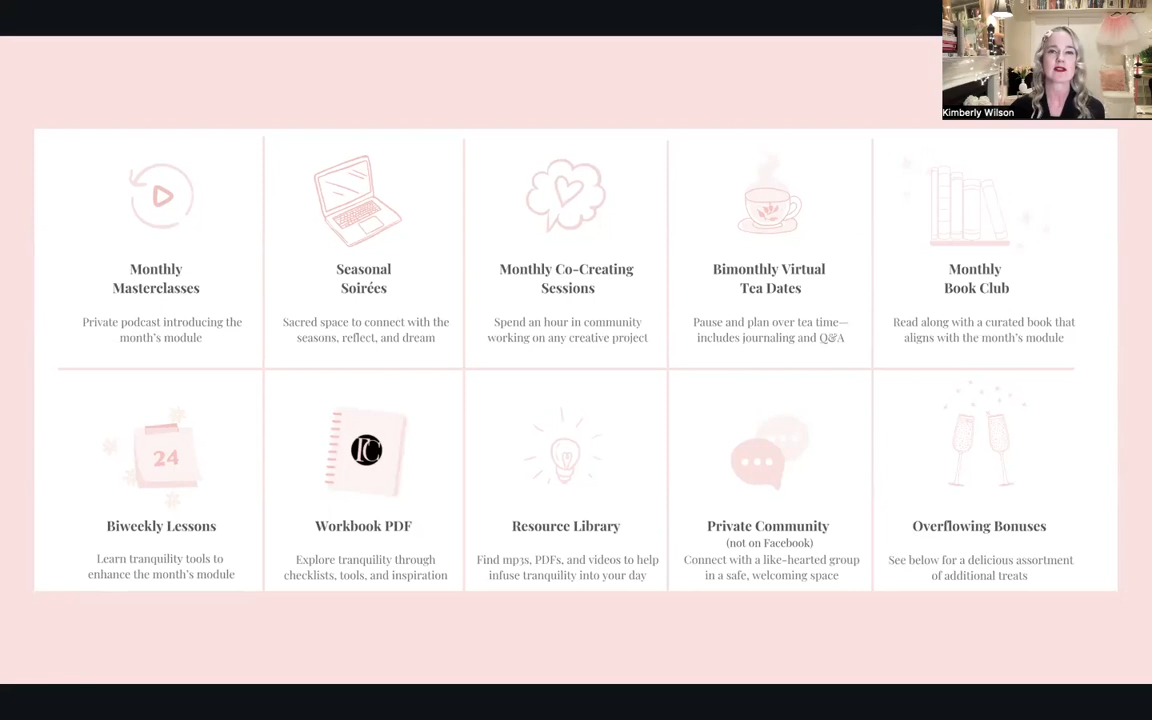 Kimberly Wilson
Monthly
Masterclasses
Private podcast introducing the
month's module
Seasonal
Soirées
Sacred space to connect with the
seasons, reflect, and dream
Monthly Co-Creating
Sessions
Spend an hour in community
working on any creative project
Bimonthly Virtual
Tea Dates
Pause and plan over tea time—
includes journaling and Q&A
Monthly
Book Club
Read along with a curated book that
aligns with the month's module
24
Biweekly Lessons
Learn tranquility tools to
enhance the month's module
TC
Workbook PDF
Explore tranquility through
checklists, tools, and inspiration
Resource Library
Find mp3s, PDFs, and videos to help
infuse tranquility into your day
Private Community
(not on Facebook)
Connect with a like-hearted group
in a safe, welcoming space
Overflowing Bonuses
See below for a delicious assortment
of additional treats